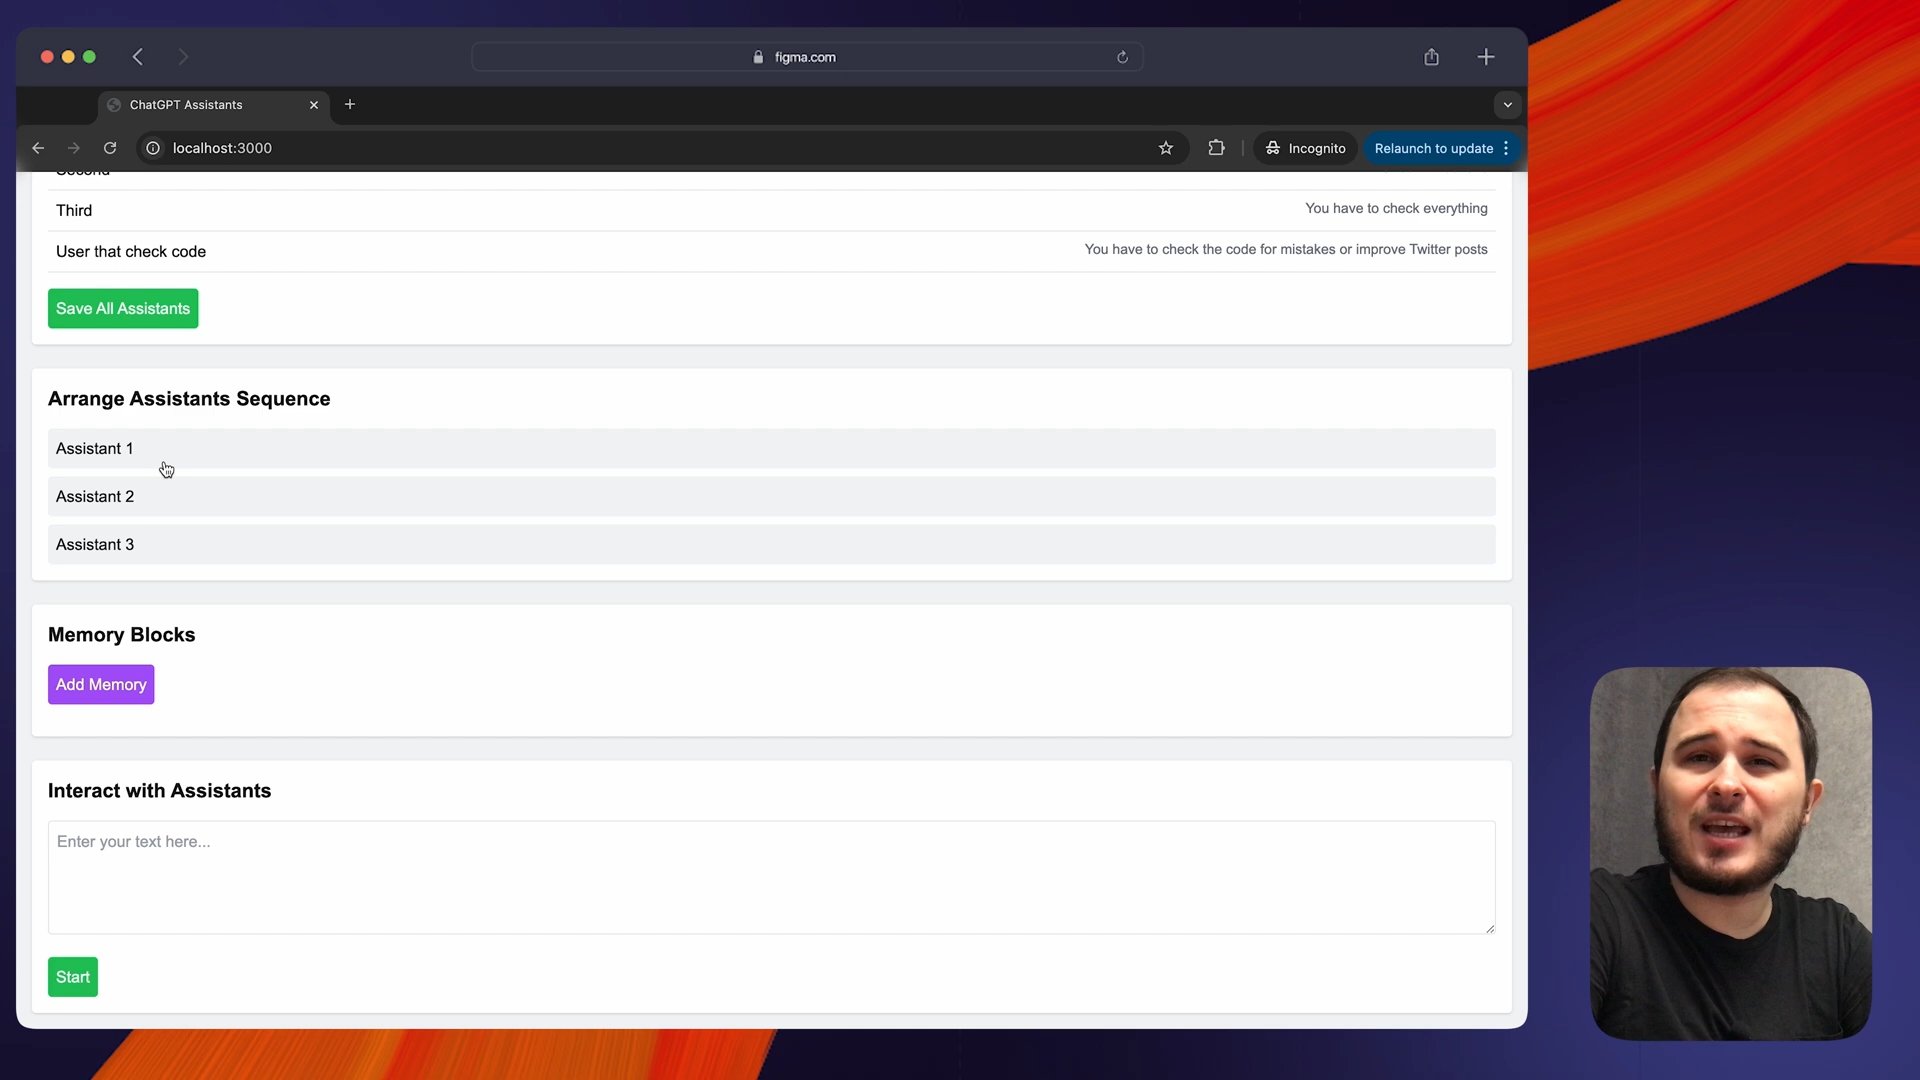 figma.com
ChatGPT Assistants
localhost:3000
Incognito
Relaunch to update
Second
Third
You have to check everything
User that check code
You have to check the code for mistakes or improve Twitter posts
Save All Assistants
Arrange Assistants Sequence
Assistant 1
Assistant 2
Assistant 3
Memory Blocks
Add Memory
Interact with Assistants
Enter your text here...
Start